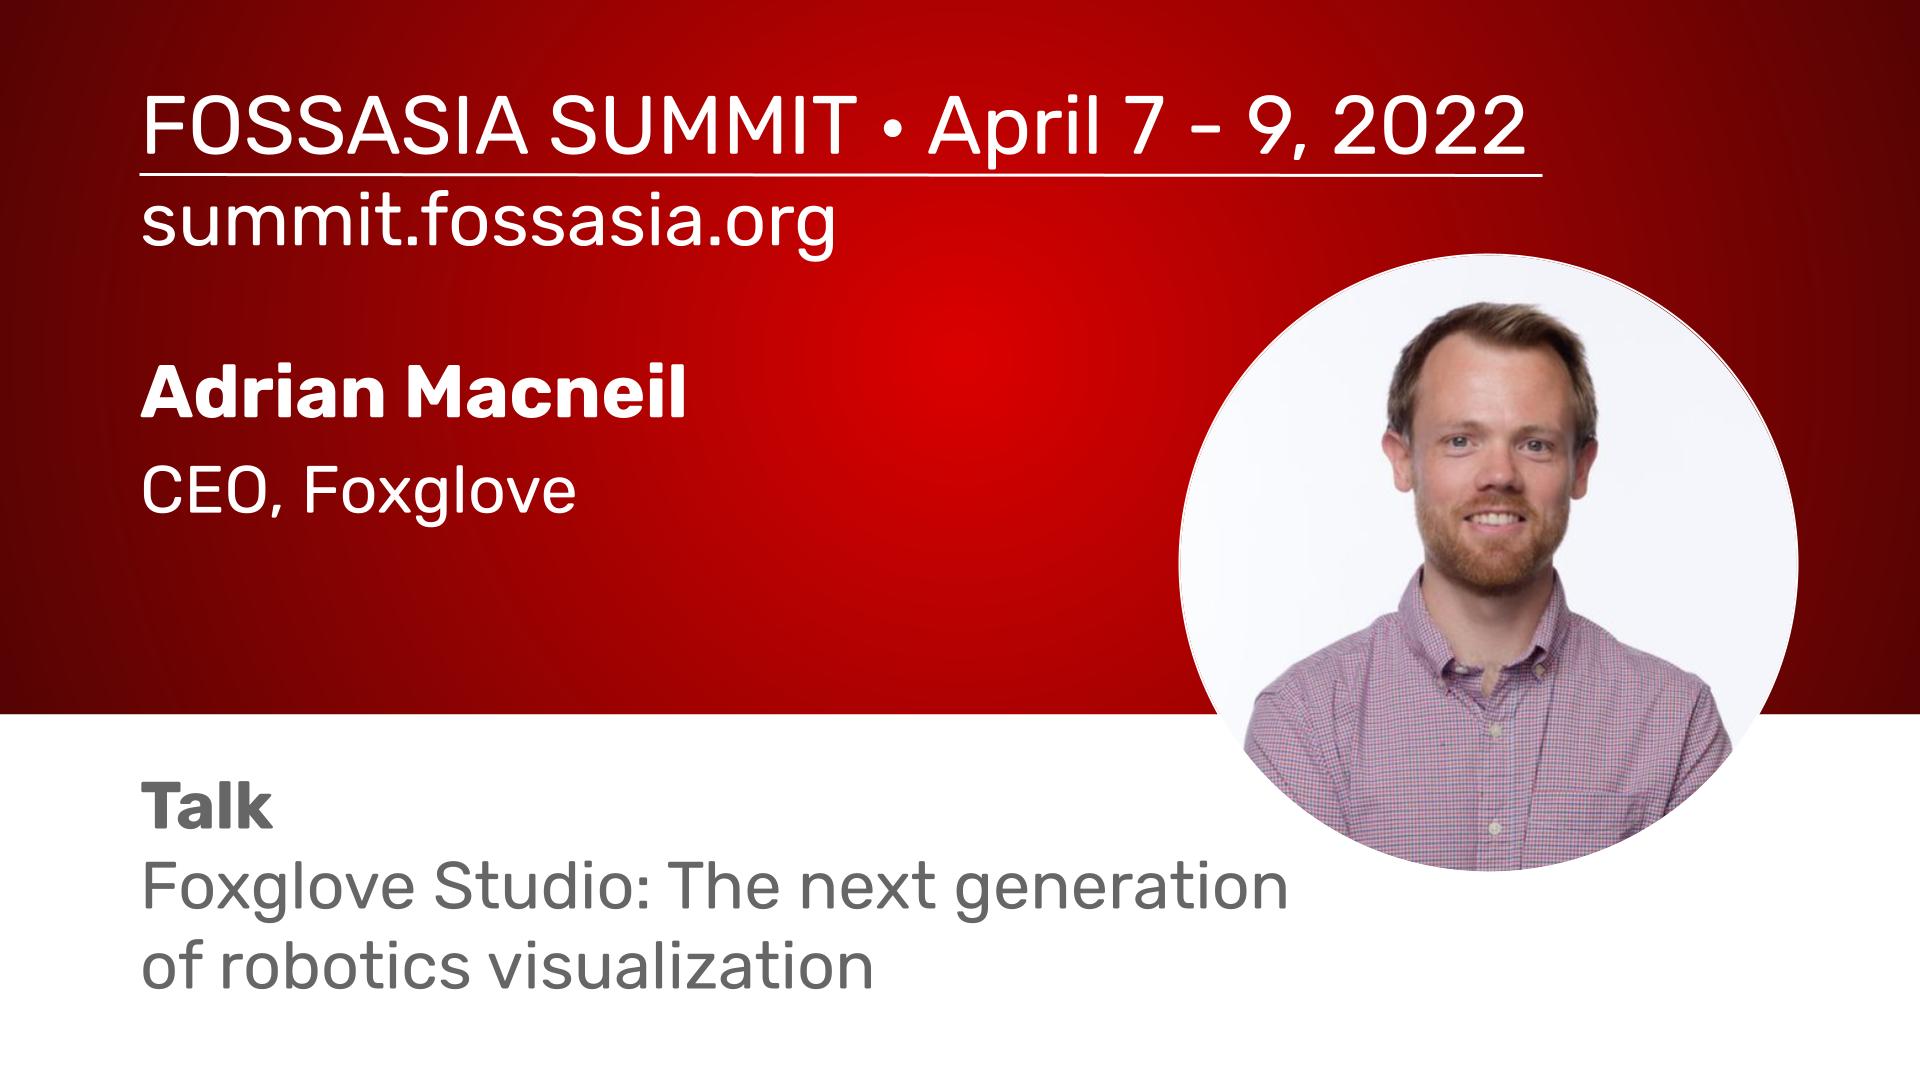 FOSSASIA SUMMIT • April 7 - 9, 2022
summit.fossasia.org
Adrian Macneil
CEO, Foxglove
Talk
Foxglove Studio: The next generation
of robotics visualization